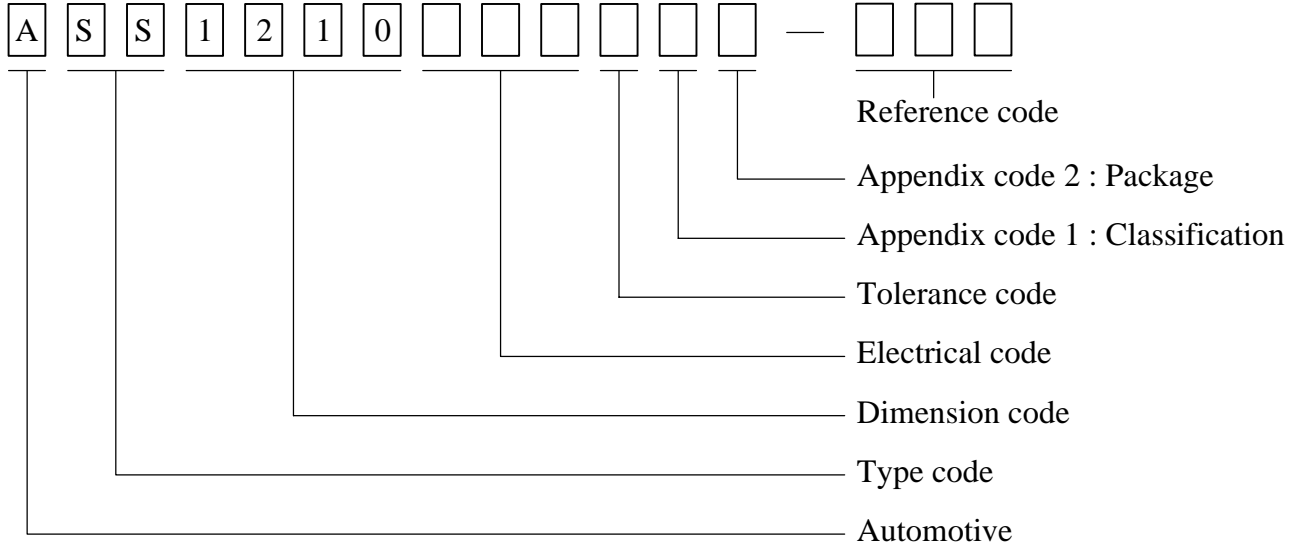 A S S 1 2 1 0 —
Reference code
Appendix code 2 : Package
Appendix code 1 : Classification
Tolerance code
Electrical code
Dimension code
Type code
Automotive